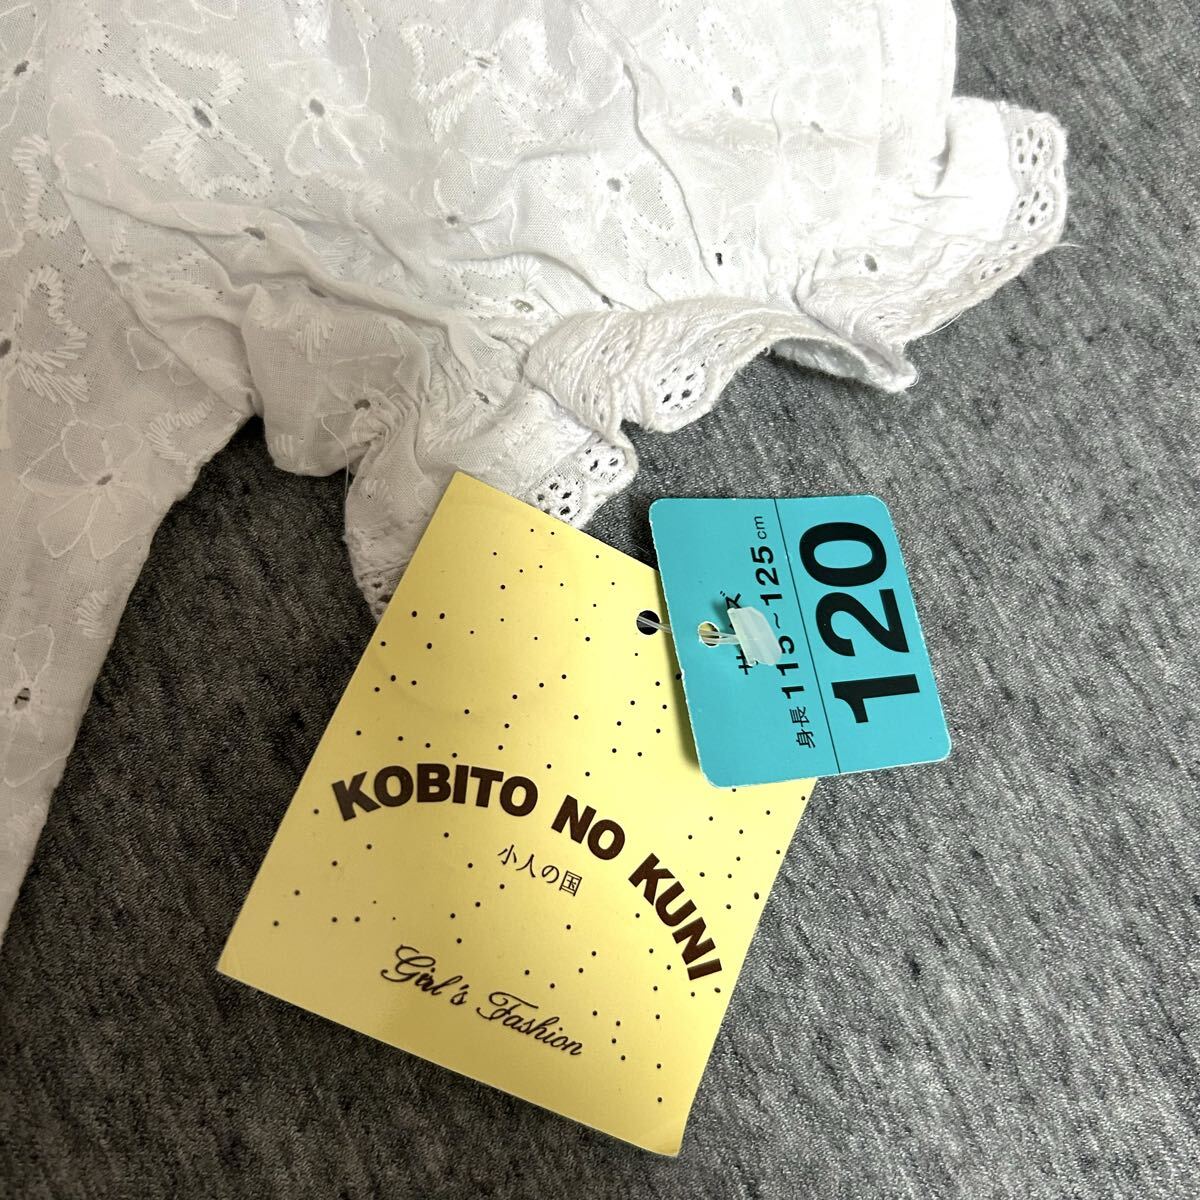 KOBITO NO KUNI
小人の国
Girl's Fashion
身長115~125cm
120